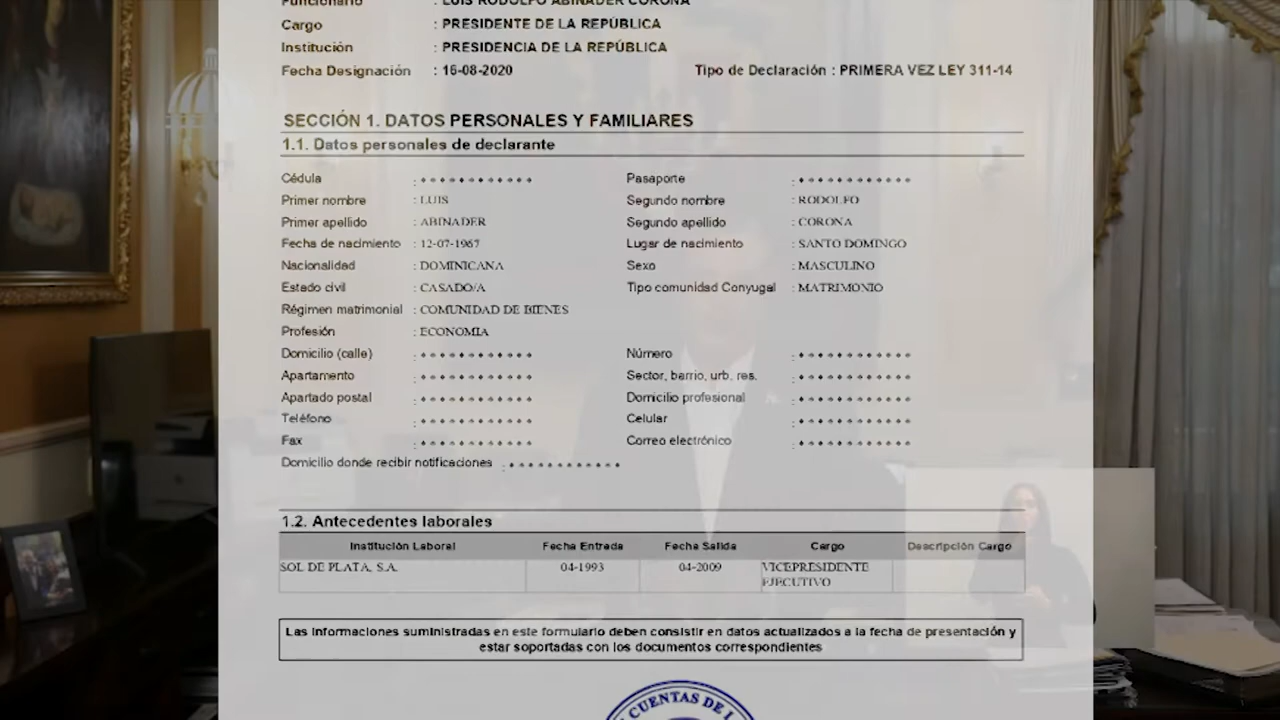 Funcionario : LUIS RODOLFO ABINADER CORONA
Cargo : PRESIDENTE DE LA REPÚBLICA
Institución : PRESIDENCIA DE LA REPÚBLICA
Fecha Designación : 16-08-2020 Tipo de Declaración : PRIMERA VEZ LEY 311-14
SECCIÓN 1. DATOS PERSONALES Y FAMILIARES
1.1. Datos personales de declarante
Cédula : ************ Pasaporte : ************
Primer nombre : LUIS Segundo nombre : RODOLFO
Primer apellido : ABINADER Segundo apellido : CORONA
Fecha de nacimiento : 12-07-1967 Lugar de nacimiento : SANTO DOMINGO
Nacionalidad : DOMINICANA Sexo : MASCULINO
Estado civil : CASADO/A Tipo comunidad Conyugal : MATRIMONIO
Régimen matrimonial : COMUNIDAD DE BIENES
Profesión : ECONOMIA
Domicilio (calle) : ************ Número : ************
Apartamento : ************ Sector, barrio, urb. res. : ************
Apartado postal : ************ Domicilio profesional : ************
Teléfono : ************ Celular : ************
Fax : ************ Correo electrónico : ************
Domicilio donde recibir notificaciones : ************
1.2. Antecedentes laborales
Institución Laboral Fecha Entrada Fecha Salida Cargo Descripción Cargo
SOL DE PLATA, S.A. 04-1993 04-2009 VICEPRESIDENTE
EJECUTIVO
Las informaciones suministradas en este formulario deben consistir en datos actualizados a la fecha de presentación y
estar soportadas con los documentos correspondientes
CUENTAS DE L